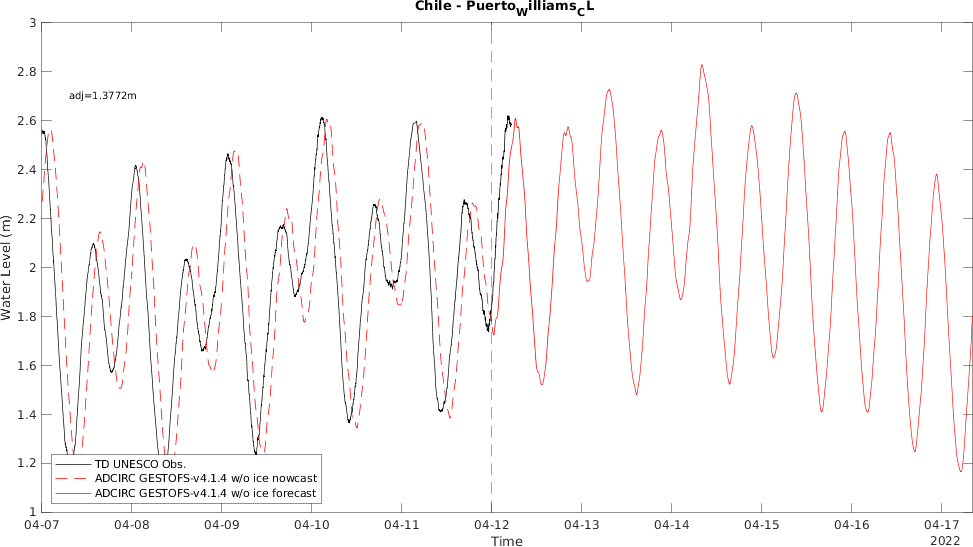 Chile - PuertoWilliamsCL
3
2.8
adj=1.3772m
2.6
2.4
2.2
Water Level (m)
2
1.8
1.6
1.4
TD UNESCO Obs.
1.2
ADCIRC GESTOFS-v4.1.4 w/o ice nowcast
ADCIRC GESTOFS-v4.1.4 w/o ice forecast
1
04-07 04-08 04-09 04-10 04-11 04-12 04-13 04-14 04-15 04-16 04-17
Time
2022